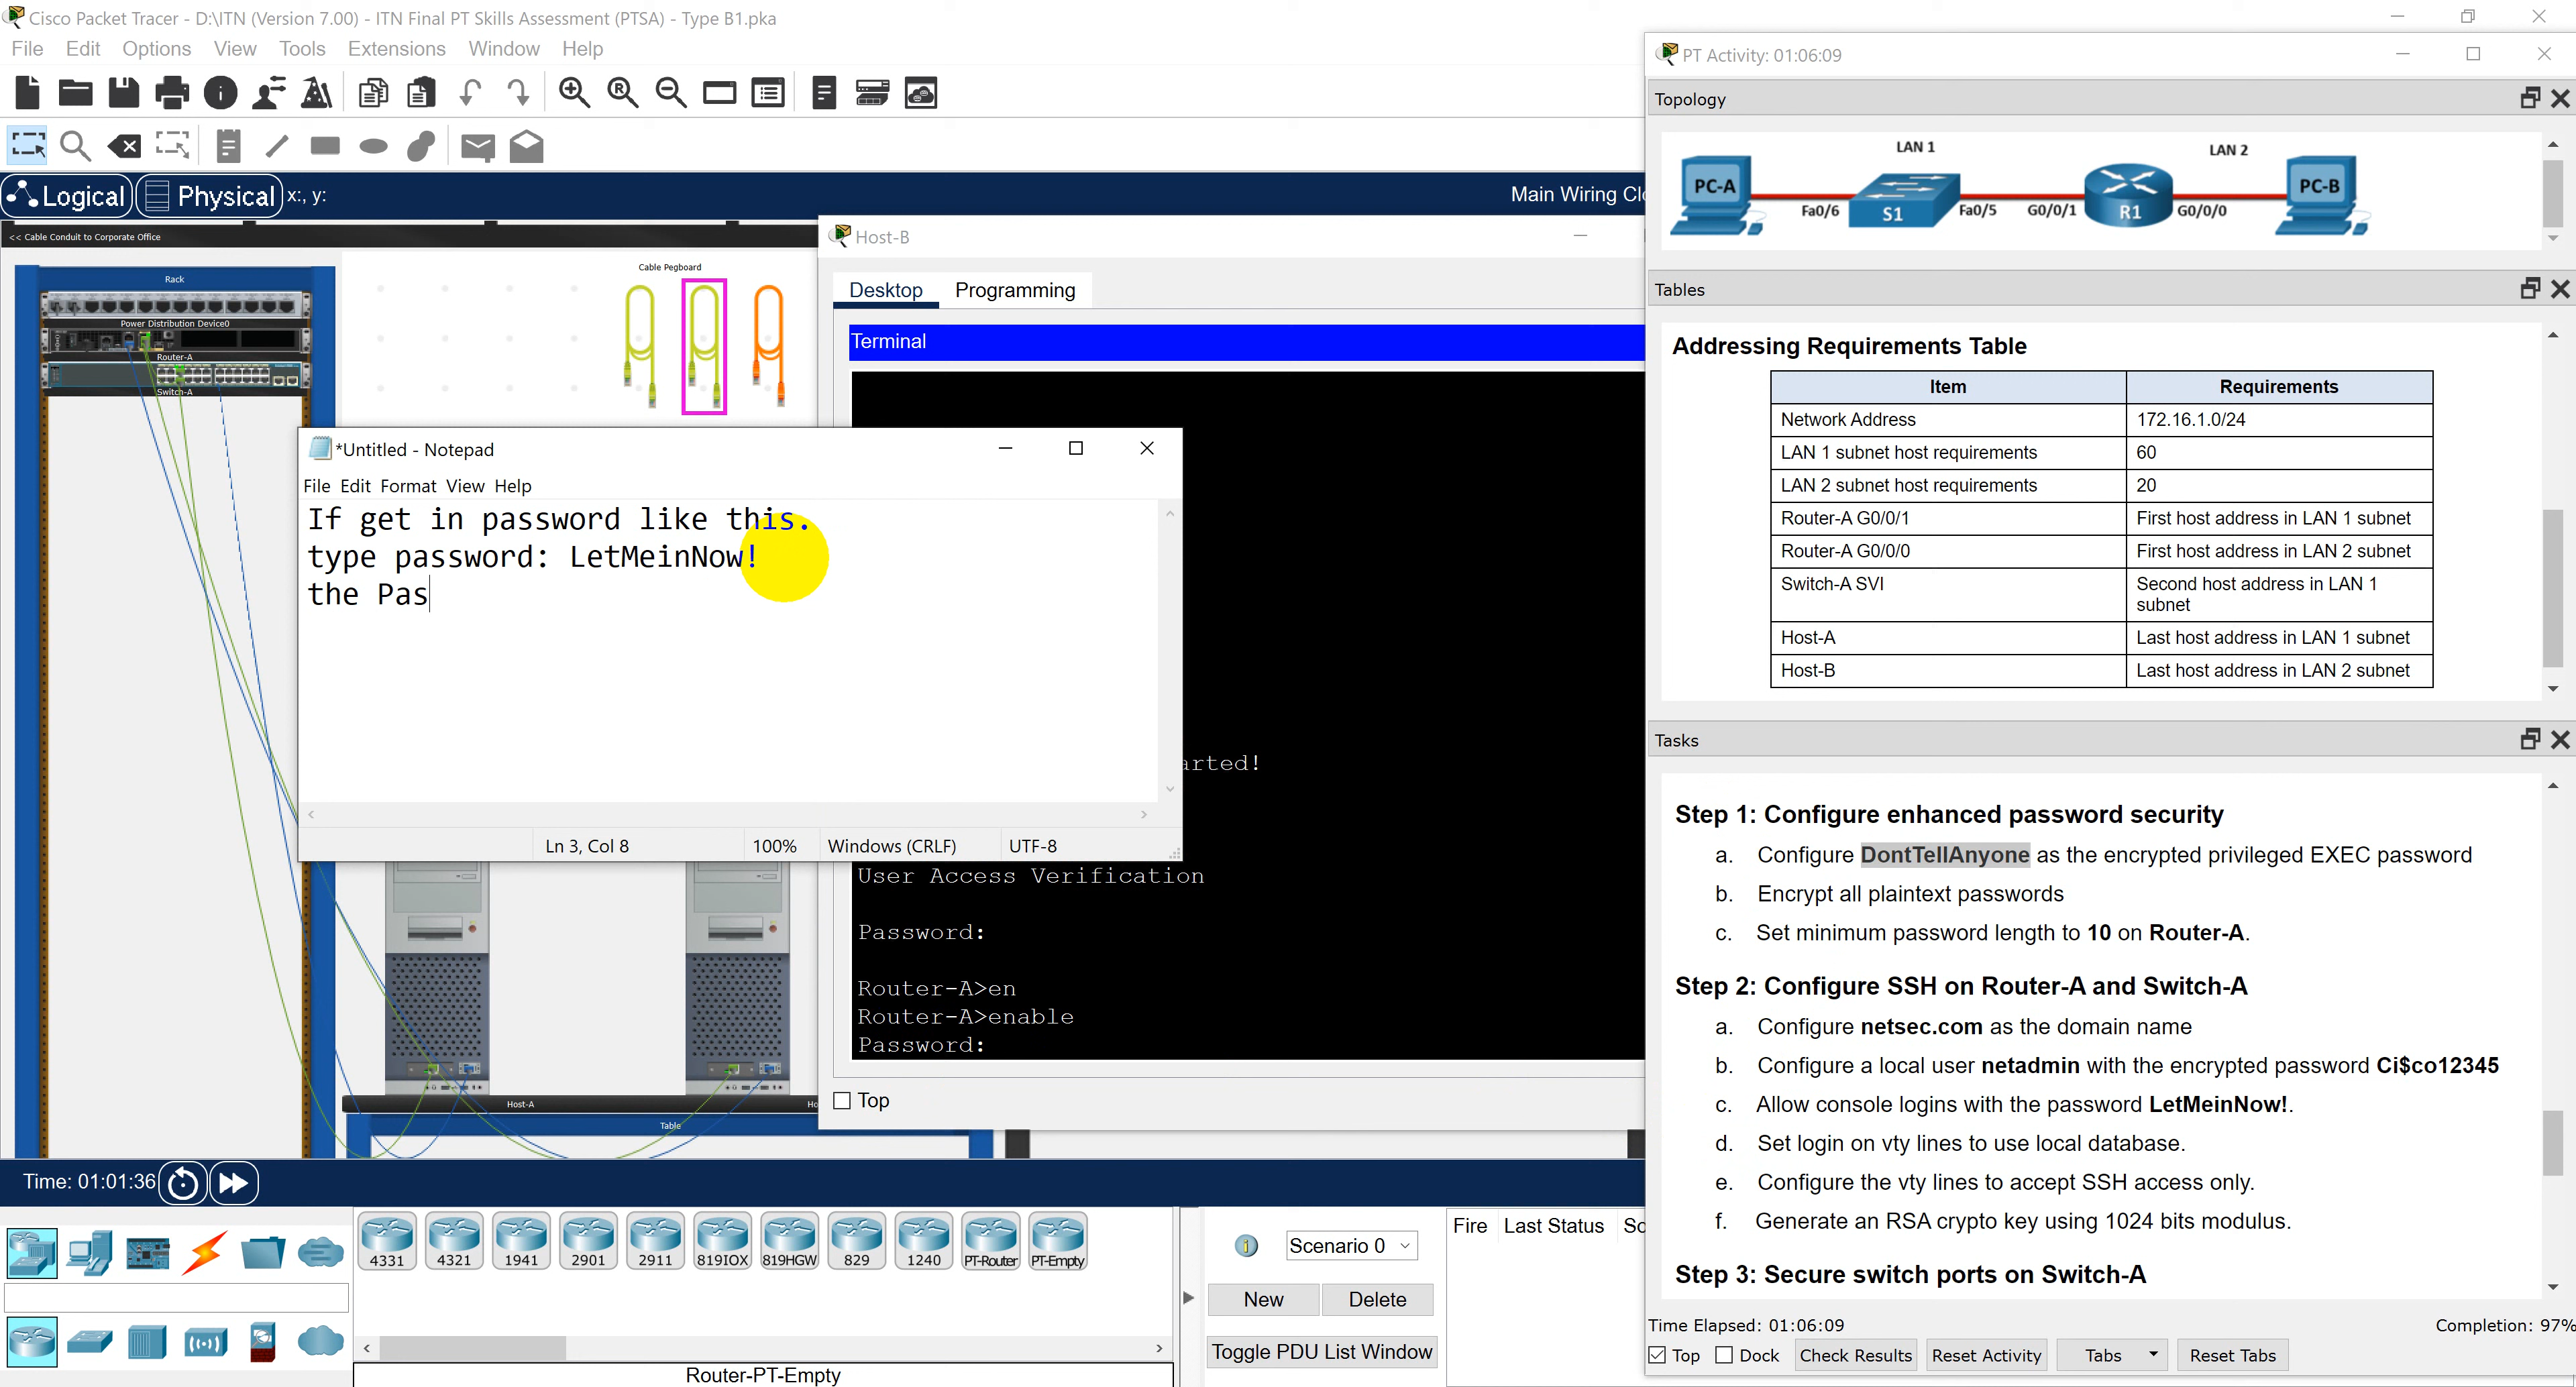 Cisco Packet Tracer - D:\ITN (Version 7.00) - ITN Final PT Skills Assessment (PTSA) - Type B1.pka
File Edit Options View Tools Extensions Window Help
Logical Physical x:, y:
Main Wiring Clo
<< Cable Conduit to Corporate Office
Rack
Power Distribution Device0
Router-A
Switch-A
Cable Pegboard
Host-B
Desktop Programming
Terminal
*Untitled - Notepad
File Edit Format View Help
If get in password like this.
type password: LetMeinNow!
the Pas
Ln 3, Col 8 100% Windows (CRLF) UTF-8
arted!
User Access Verification
Password:
Router-A>en
Router-A>enable
Password:
Top
Host-A
Ho
Table
Time: 01:01:36
4331 4321 1941 2901 2911 819IOX 819HGW 829 1240 PT-Router PT-Empty
Router-PT-Empty
Scenario 0
New Delete
Toggle PDU List Window
Fire Last Status So
PT Activity: 01:06:09
Topology
LAN 1 LAN 2
PC-A Fa0/6 S1 Fa0/5 G0/0/1 R1 G0/0/0 PC-B
Tables
Addressing Requirements Table
Item Requirements
Network Address 172.16.1.0/24
LAN 1 subnet host requirements 60
LAN 2 subnet host requirements 20
Router-A G0/0/1 First host address in LAN 1 subnet
Router-A G0/0/0 First host address in LAN 2 subnet
Switch-A SVI Second host address in LAN 1
subnet
Host-A Last host address in LAN 1 subnet
Host-B Last host address in LAN 2 subnet
Tasks
Step 1: Configure enhanced password security
a. Configure DontTellAnyone as the encrypted privileged EXEC password
b. Encrypt all plaintext passwords
c. Set minimum password length to 10 on Router-A.
Step 2: Configure SSH on Router-A and Switch-A
a. Configure netsec.com as the domain name
b. Configure a local user netadmin with the encrypted password Ci$co12345
c. Allow console logins with the password LetMeinNow!.
d. Set login on vty lines to use local database.
e. Configure the vty lines to accept SSH access only.
f. Generate an RSA crypto key using 1024 bits modulus.
Step 3: Secure switch ports on Switch-A
Time Elapsed: 01:06:09 Completion: 97%
Top Dock Check Results Reset Activity Tabs Reset Tabs